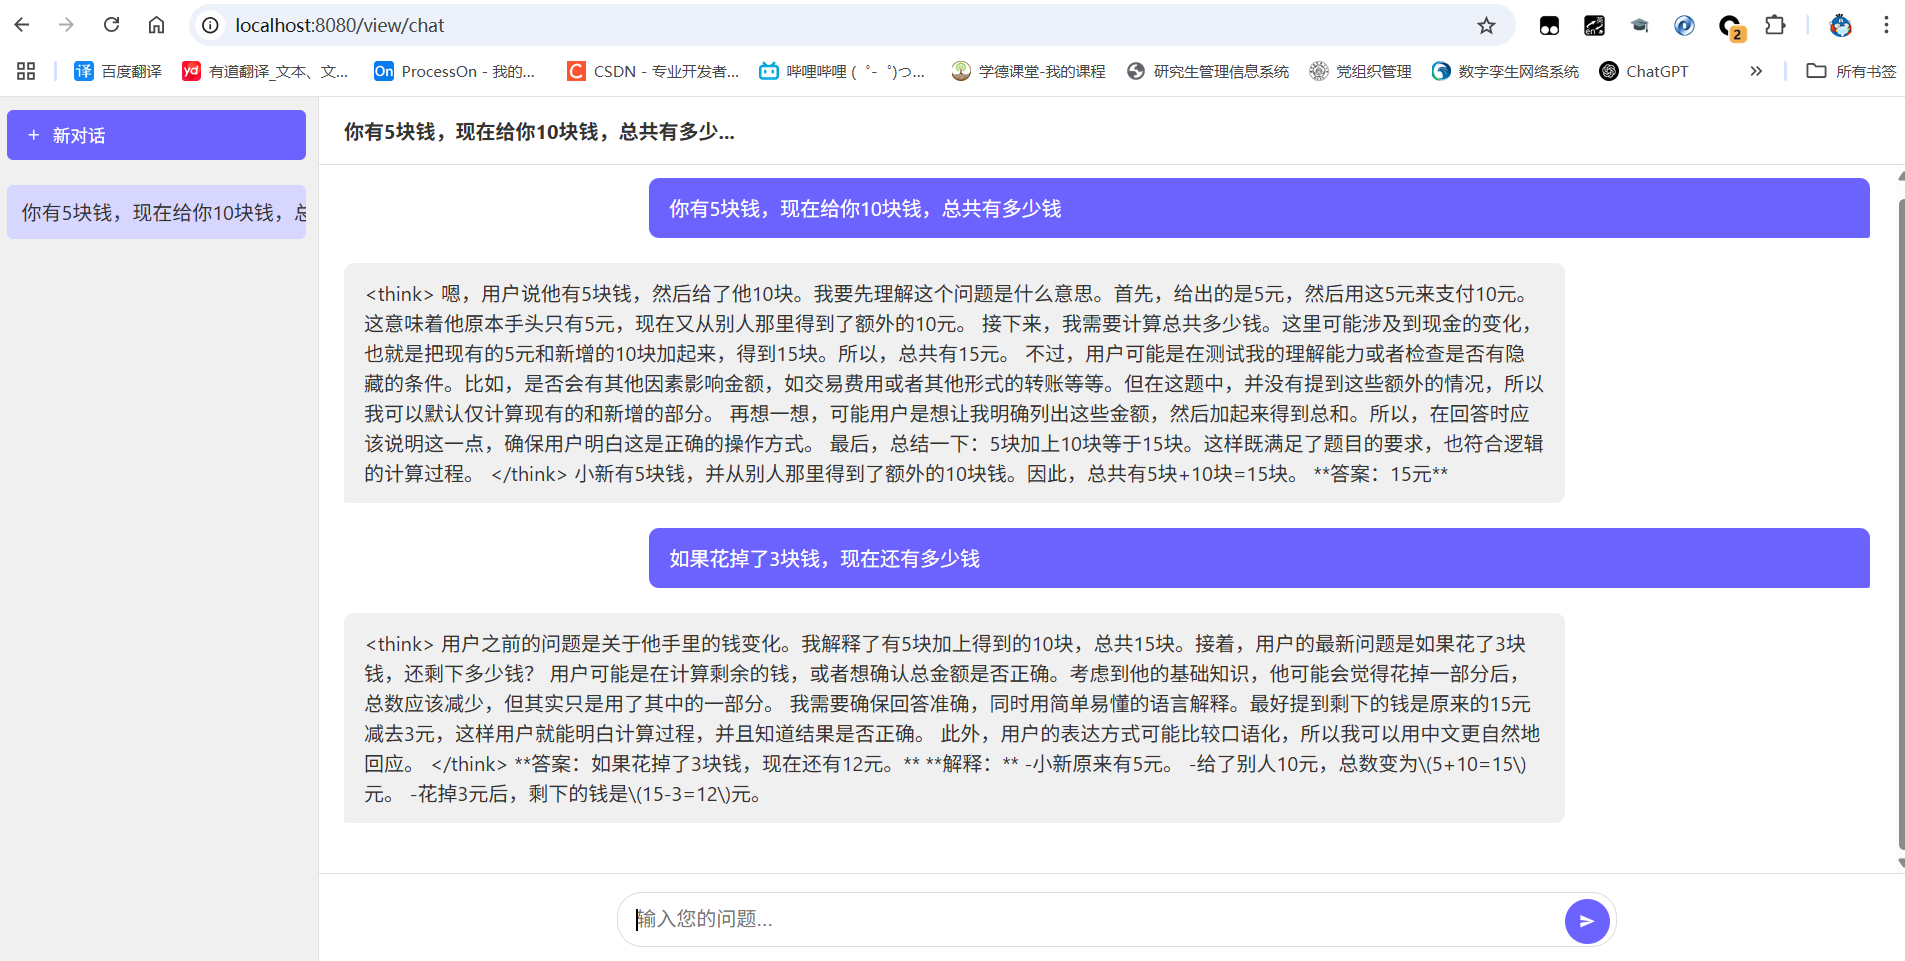 localhost:8080/view/chat
2
百度翻译 有道翻译_文本、文... ProcessOn - 我的... CSDN - 专业开发者... 哔哩哔哩 ( ゜- ゜)つ... 学德课堂-我的课程 研究生管理信息系统 党组织管理 数字孪生网络系统 ChatGPT » 所有书签
+ 新对话
你有5块钱，现在给你10块钱，总共有多少...
你有5块钱，现在给你10块钱，总
你有5块钱，现在给你10块钱，总共有多少钱
<think> 嗯，用户说他有5块钱，然后给了他10块。我要先理解这个问题是什么意思。首先，给出的是5元，然后用这5元来支付10元。
这意味着他原本手头只有5元，现在又从别人那里得到了额外的10元。 接下来，我需要计算总共多少钱。这里可能涉及到现金的变化，
也就是把现有的5元和新增的10块加起来，得到15块。所以，总共有15元。 不过，用户可能是在测试我的理解能力或者检查是否有隐
藏的条件。比如，是否会有其他因素影响金额，如交易费用或者其他形式的转账等等。但在这题中，并没有提到这些额外的情况，所以
我可以默认仅计算现有的和新增的部分。 再想一想，可能用户是想让我明确列出这些金额，然后加起来得到总和。所以，在回答时应
该说明这一点，确保用户明白这是正确的操作方式。 最后，总结一下：5块加上10块等于15块。这样既满足了题目的要求，也符合逻辑
的计算过程。 </think> 小新有5块钱，并从别人那里得到了额外的10块钱。因此，总共有5块+10块=15块。 **答案：15元**
如果花掉了3块钱，现在还有多少钱
<think> 用户之前的问题是关于他手里的钱变化。我解释了有5块加上得到的10块，总共15块。接着，用户的最新问题是如果花了3块
钱，还剩下多少钱？ 用户可能是在计算剩余的钱，或者想确认总金额是否正确。考虑到他的基础知识，他可能会觉得花掉一部分后，
总数应该减少，但其实只是用了其中的一部分。 我需要确保回答准确，同时用简单易懂的语言解释。最好提到剩下的钱是原来的15元
减去3元，这样用户就能明白计算过程，并且知道结果是否正确。 此外，用户的表达方式可能比较口语化，所以我可以用中文更自然地
回应。 </think> **答案：如果花掉了3块钱，现在还有12元。** **解释：** -小新原来有5元。 -给了别人10元，总数变为\(5+10=15\)
元。 -花掉3元后，剩下的钱是\(15-3=12\)元。
输入您的问题...